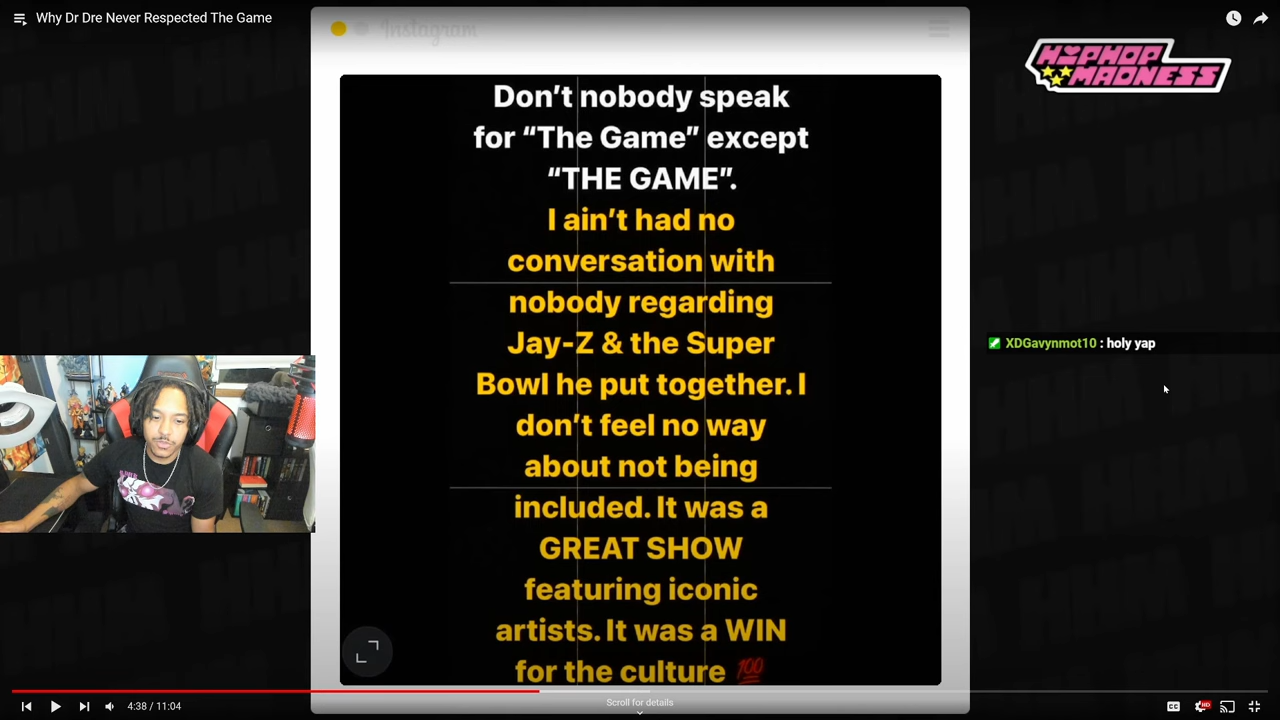 Why Dr Dre Never Respected The Game
Instagram
HIPHOP
MADNESS
Don’t nobody speak
for “The Game” except
“THE GAME”.
I ain’t had no
conversation with
nobody regarding
Jay-Z & the Super
Bowl he put together. I
don’t feel no way
about not being
included. It was a
GREAT SHOW
featuring iconic
artists. It was a WIN
for the culture 💯
XDGavynmot10 : holy yap
4:38 / 11:04
Scroll for details
CC
HD